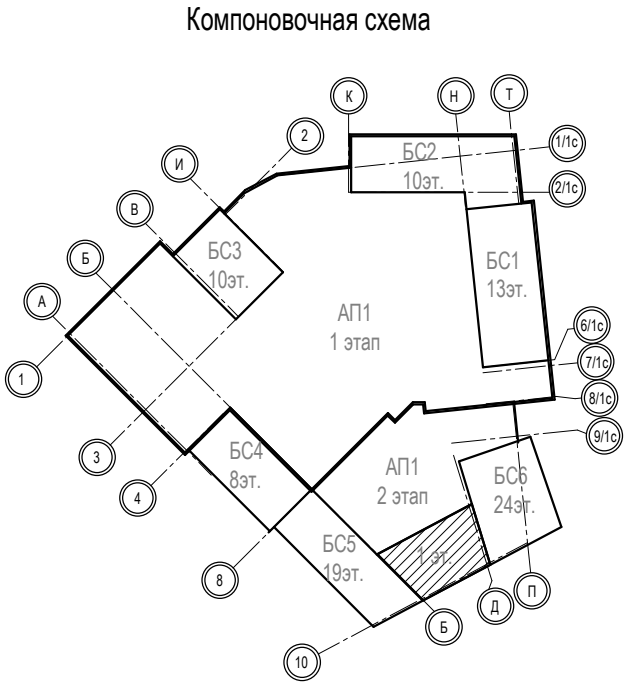 Компоновочная схема
К
Н
Т
2
1/1с
И
БС2
10эт.
2/1с
В
Б
БС3
10эт.
БС1
13эт.
А
АП1
1 этап
6/1с
7/1с
1
8/1с
3
9/1с
БС4
8эт.
АП1
2 этап
БС6
24эт.
4
БС5
19эт.
1 эт.
8
П
Д
Б
10